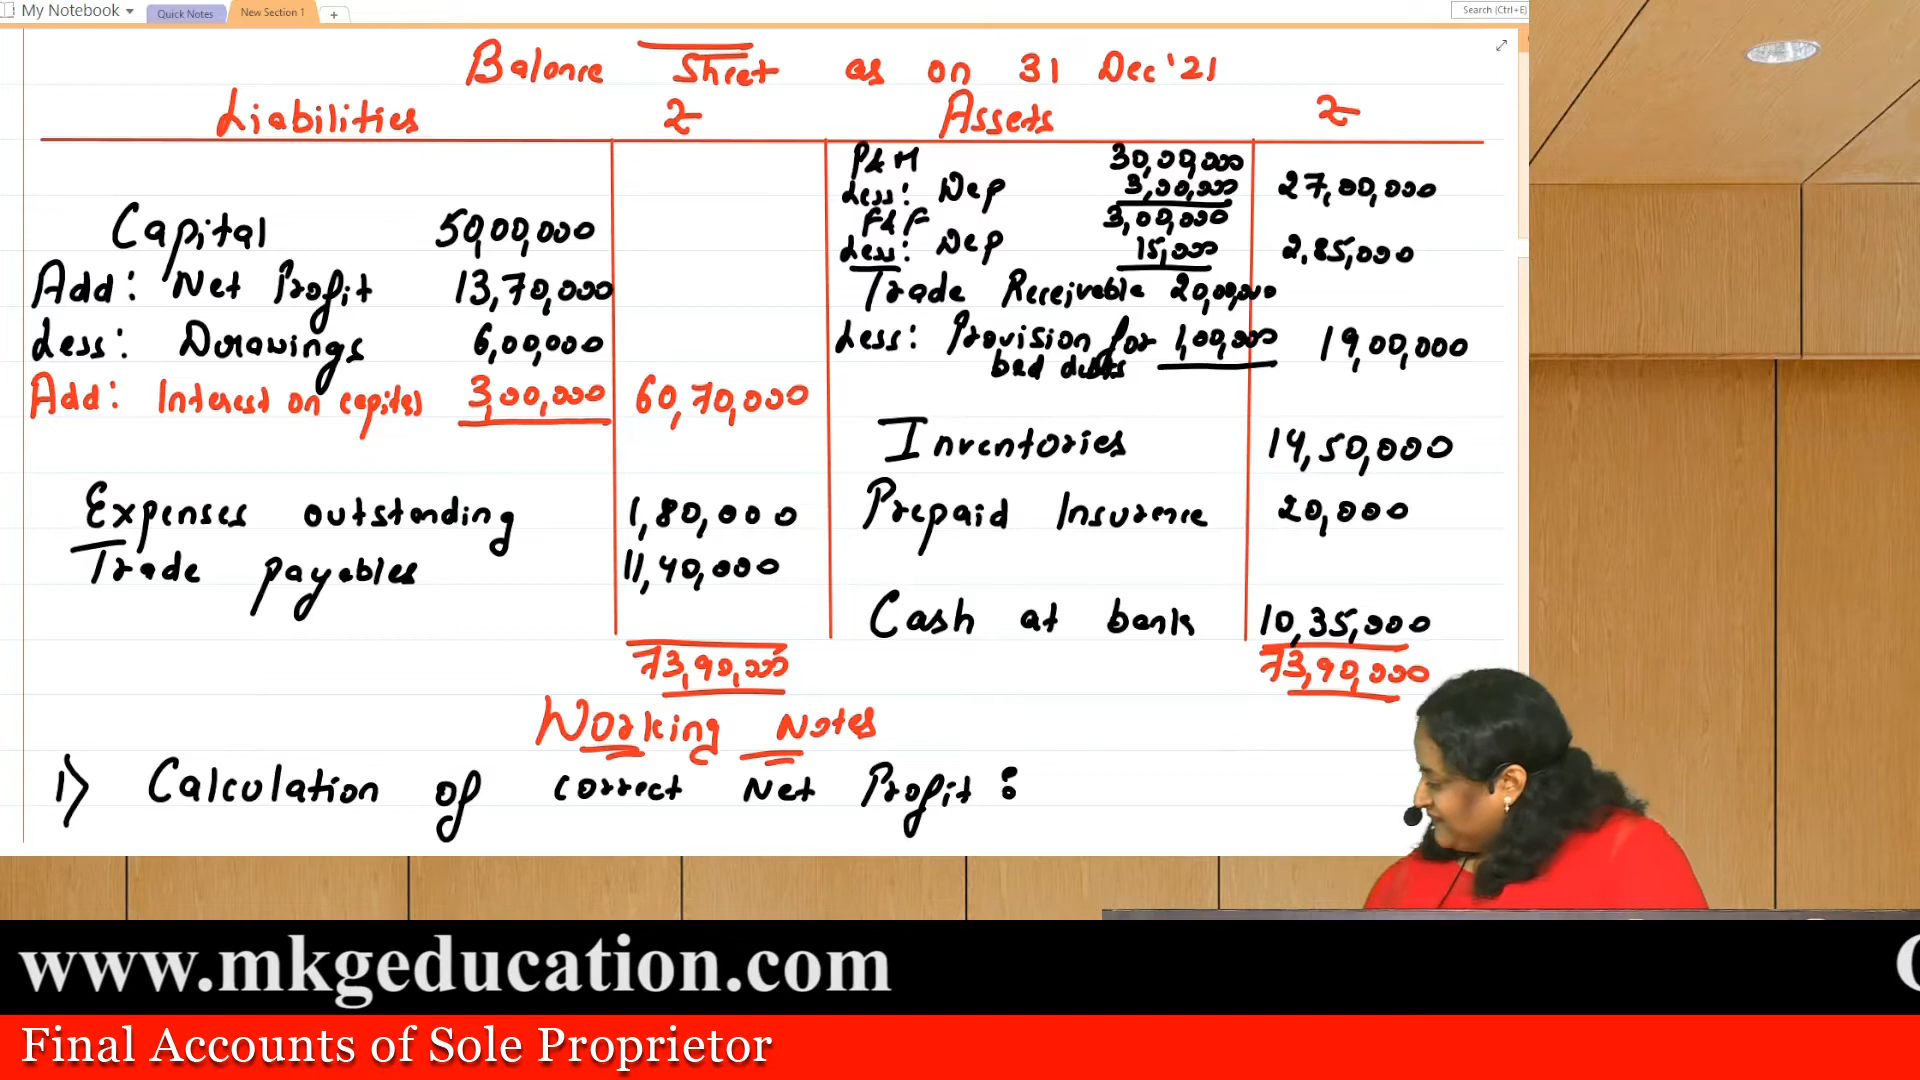 My Notebook
Quick Notes
New Section 1
+
Search (Ctrl+E)
Balance Sheet as on 31 Dec '21
Liabilities ₹ Assets ₹
P & M 30,00,000
Less: Dep 3,00,000 27,00,000
Capital 50,00,000
F & F 3,00,000
Less: Dep 15,000 2,85,000
Add: Net Profit 13,70,000
Trade Receivable 20,00,000
Less: Drawings 6,00,000
Less: Provision for bad debts 1,00,000 19,00,000
Add: Interest on capital 3,00,000 60,70,000
Inventories 14,50,000
Expenses outstanding 1,80,000
Prepaid Insurance 20,000
Trade payables 11,40,000
Cash at bank 10,35,000
73,90,000 73,90,000
Working Notes
1) Calculation of correct Net Profit :
www.mkgeducation.com
Final Accounts of Sole Proprietor